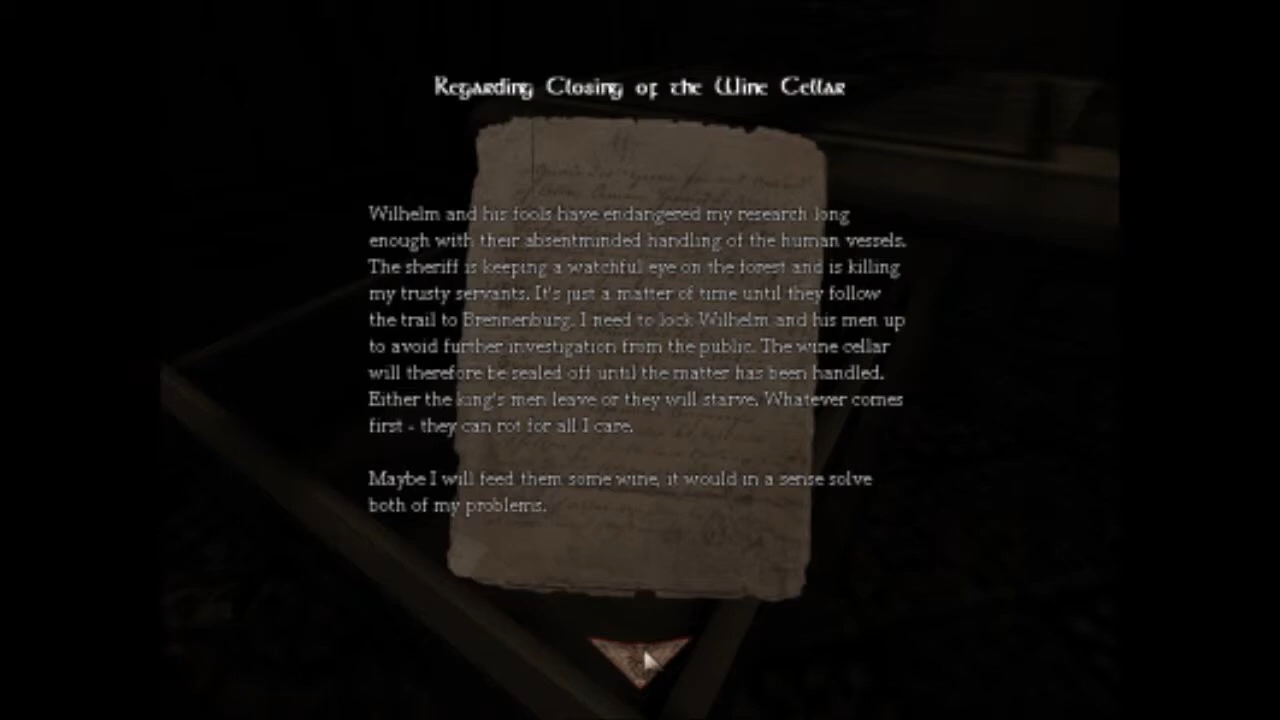 Regarding Closing of the Wine Cellar
Wilhelm and his fools have endangered my research long
enough with their absentminded handling of the human vessels.
The sheriff is keeping a watchful eye on the forest and is killing
my trusty servants. It's just a matter of time until they follow
the trail to Brennenburg. I need to lock Wilhelm and his men up
to avoid further investigation from the public. The wine cellar
will therefore be sealed off until the matter has been handled.
Either the king's men leave or they will starve. Whatever comes
first - they can rot for all I care.
Maybe I will feed them some wine, it would in a sense solve
both of my problems.